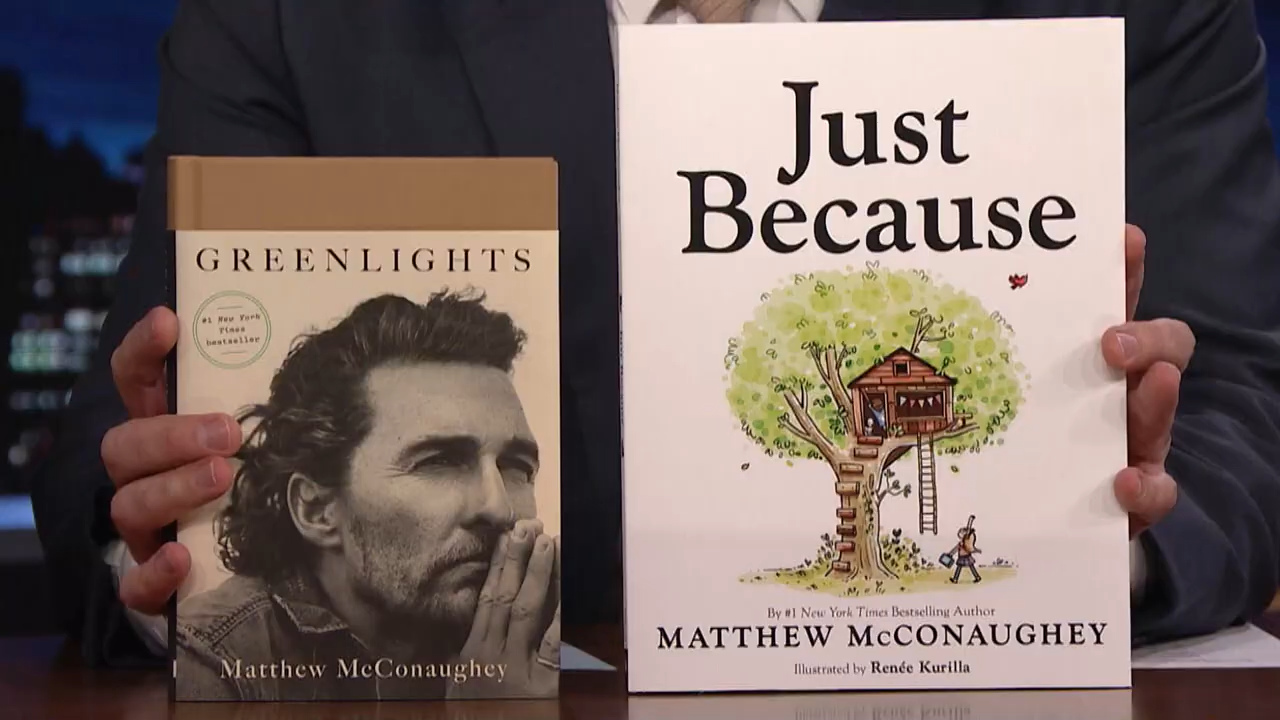 GREENLIGHTS
#1 New York
Times
bestseller
Matthew McConaughey
Just
Because
By #1 New York Times Bestselling Author
MATTHEW McCONAUGHEY
Illustrated by Renée Kurilla